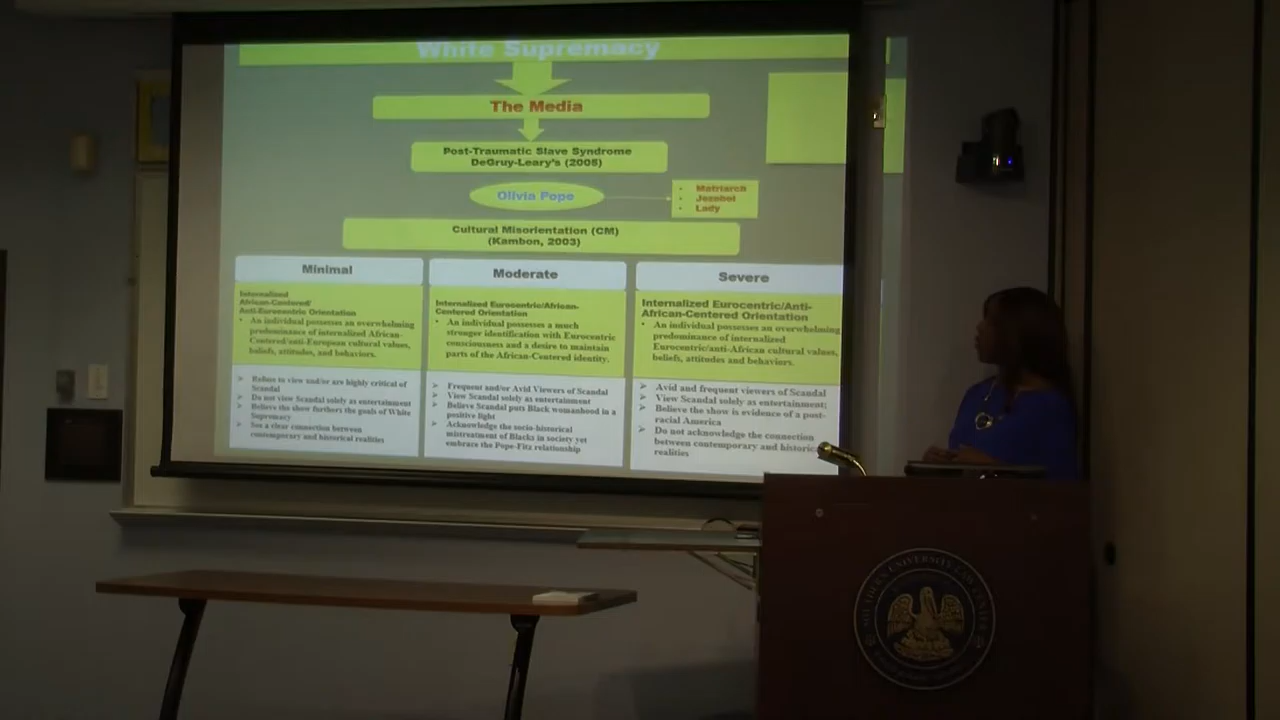 White Supremacy
The Media
Post-Traumatic Slave Syndrome
DeGruy-Leary's (2005)
Olivia Pope
• Matriarch
• Jezebel
• Lady
Cultural Misorientation (CM)
(Kambon, 2003)
Minimal
Internalized
African-Centered/
Anti-Eurocentric Orientation
• An individual possesses an overwhelming
predominance of internalized African-
Centered/anti-European cultural values,
beliefs, attitudes, and behaviors.
➢ Refuse to view and/or are highly critical of
Scandal
➢ Do not view Scandal solely as entertainment
➢ Believe the show furthers the goals of White
Supremacy
➢ See a clear connection between
contemporary and historical realities
Moderate
Internalized Eurocentric/African-
Centered Orientation
• An individual possesses a much
stronger identification with Eurocentric
consciousness and a desire to maintain
parts of the African-Centered identity.
➢ Frequent and/or Avid Viewers of Scandal
➢ View Scandal solely as entertainment
➢ Believe Scandal puts Black womanhood in a
positive light
➢ Acknowledge the socio-historical
mistreatment of Blacks in society yet
embrace the Pope-Fitz relationship
Severe
Internalized Eurocentric/Anti-
African-Centered Orientation
• An individual possesses an overwhelming
predominance of internalized
Eurocentric/anti-African cultural values,
beliefs, attitudes and behaviors.
➢ Avid and frequent viewers of Scandal
➢ View Scandal solely as entertainment;
➢ Believe the show is evidence of a post-
racial America
➢ Do not acknowledge the connection
between contemporary and historic
realities
SOUTHERN UNIVERSITY LAW CENTER